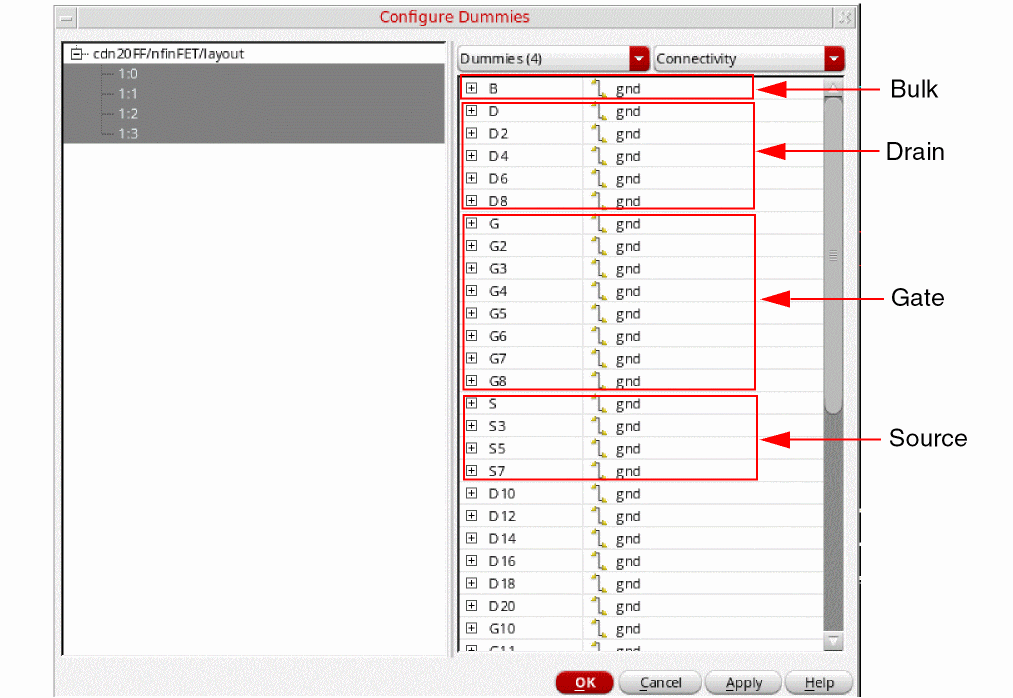 Configure Dummies
cdn20FF/nfinFET/layout
1:0
1:1
1:2
1:3
Dummies (4) Connectivity
B gnd
D gnd
D2 gnd
D4 gnd
D6 gnd
D8 gnd
G gnd
G2 gnd
G3 gnd
G4 gnd
G5 gnd
G6 gnd
G7 gnd
G8 gnd
S gnd
S3 gnd
S5 gnd
S7 gnd
D10 gnd
D12 gnd
D14 gnd
D16 gnd
D18 gnd
D20 gnd
G10 gnd
Bulk
Drain
Gate
Source
OK Cancel Apply Help